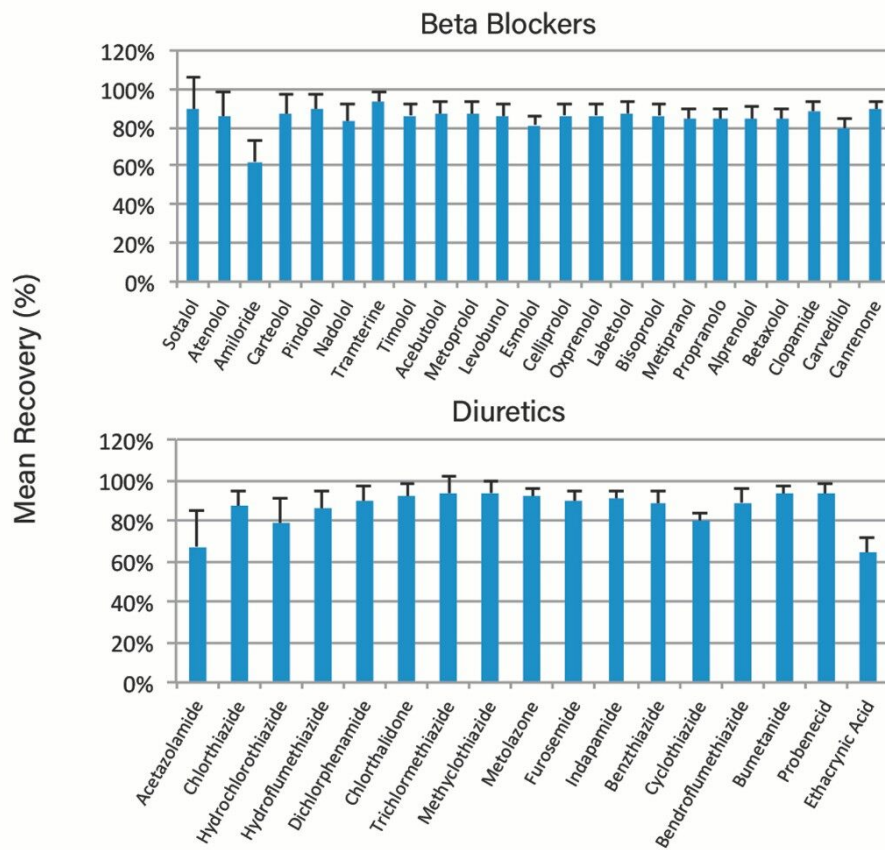 Beta Blockers
120%
100%
80%
60%
40%
20%
0%
Sotalol
Atenolol
Amiloride
Carteolol
Pindolol
Nadolol
Tramterine
Timolol
Acebutolol
Metoprolol
Levobunol
Esmolol
Celliprolol
Oxprenolol
Labetolol
Bisoprolol
Metipranol
Propranolo
Alprenolol
Betaxolol
Clopamide
Carvedilol
Canrenone
Mean Recovery (%)
Diuretics
120%
100%
80%
60%
40%
20%
0%
Acetazolamide
Chlorthiazide
Hydrochlorothiazide
Hydroflumethiazide
Dichlorphenamide
Chlorthalidone
Trichlormethiazide
Methyclothiazide
Metolazone
Furosemide
Indapamide
Benzthiazide
Cyclothiazide
Bendroflumethiazide
Bumetanide
Probenecid
Ethacrynic Acid